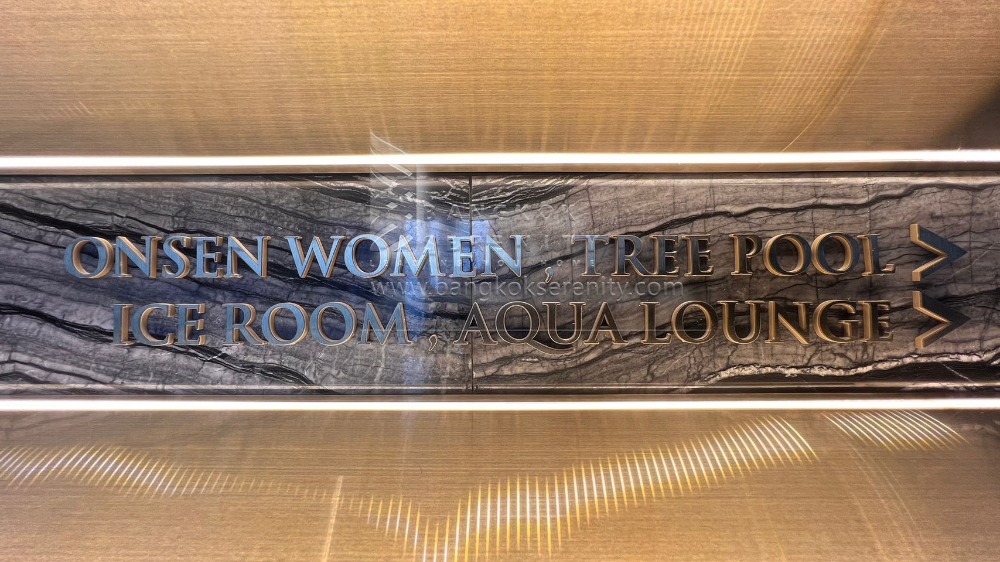 ONSEN WOMEN , TREE POOL >
www.bangkokserenity.com
ICE ROOM , AQUA LOUNGE >